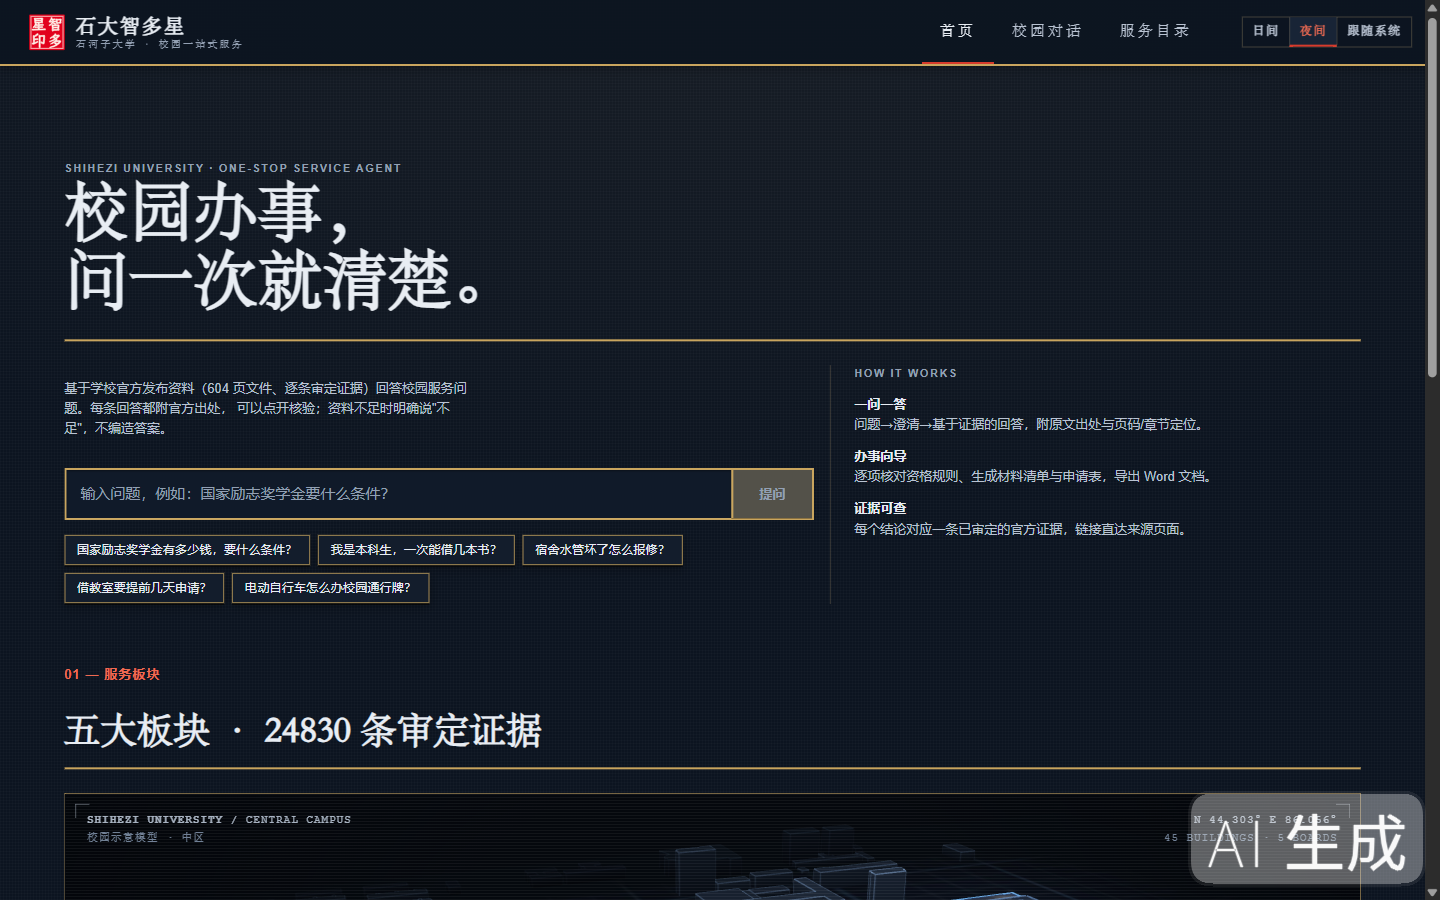 智星
多印
石大智多星
石河子大学 · 校园一站式服务
首页
校园对话
服务目录
日间
夜间
跟随系统
SHIHEZI UNIVERSITY · ONE-STOP SERVICE AGENT
校园办事，
问一次就清楚。
基于学校官方发布资料（604 页文件、逐条审定证据）回答校园服务问
题。每条回答都附官方出处， 可以点开核验；资料不足时明确说"不
足"，不编造答案。
输入问题，例如：国家励志奖学金要什么条件？
提问
国家励志奖学金有多少钱，要什么条件？
我是本科生，一次能借几本书？
宿舍水管坏了怎么报修？
借教室要提前几天申请？
电动自行车怎么办校园通行牌？
HOW IT WORKS
一问一答
问题→澄清→基于证据的回答，附原文出处与页码/章节定位。
办事向导
逐项核对资格规则、生成材料清单与申请表，导出 Word 文档。
证据可查
每个结论对应一条已审定的官方证据，链接直达来源页面。
01 — 服务板块
五大板块 · 24830 条审定证据
SHIHEZI UNIVERSITY / CENTRAL CAMPUS
校园示意模型 · 中区
N 44.303° E 86.056°
45 BUILDINGS · 5 BOARDS
AI 生成